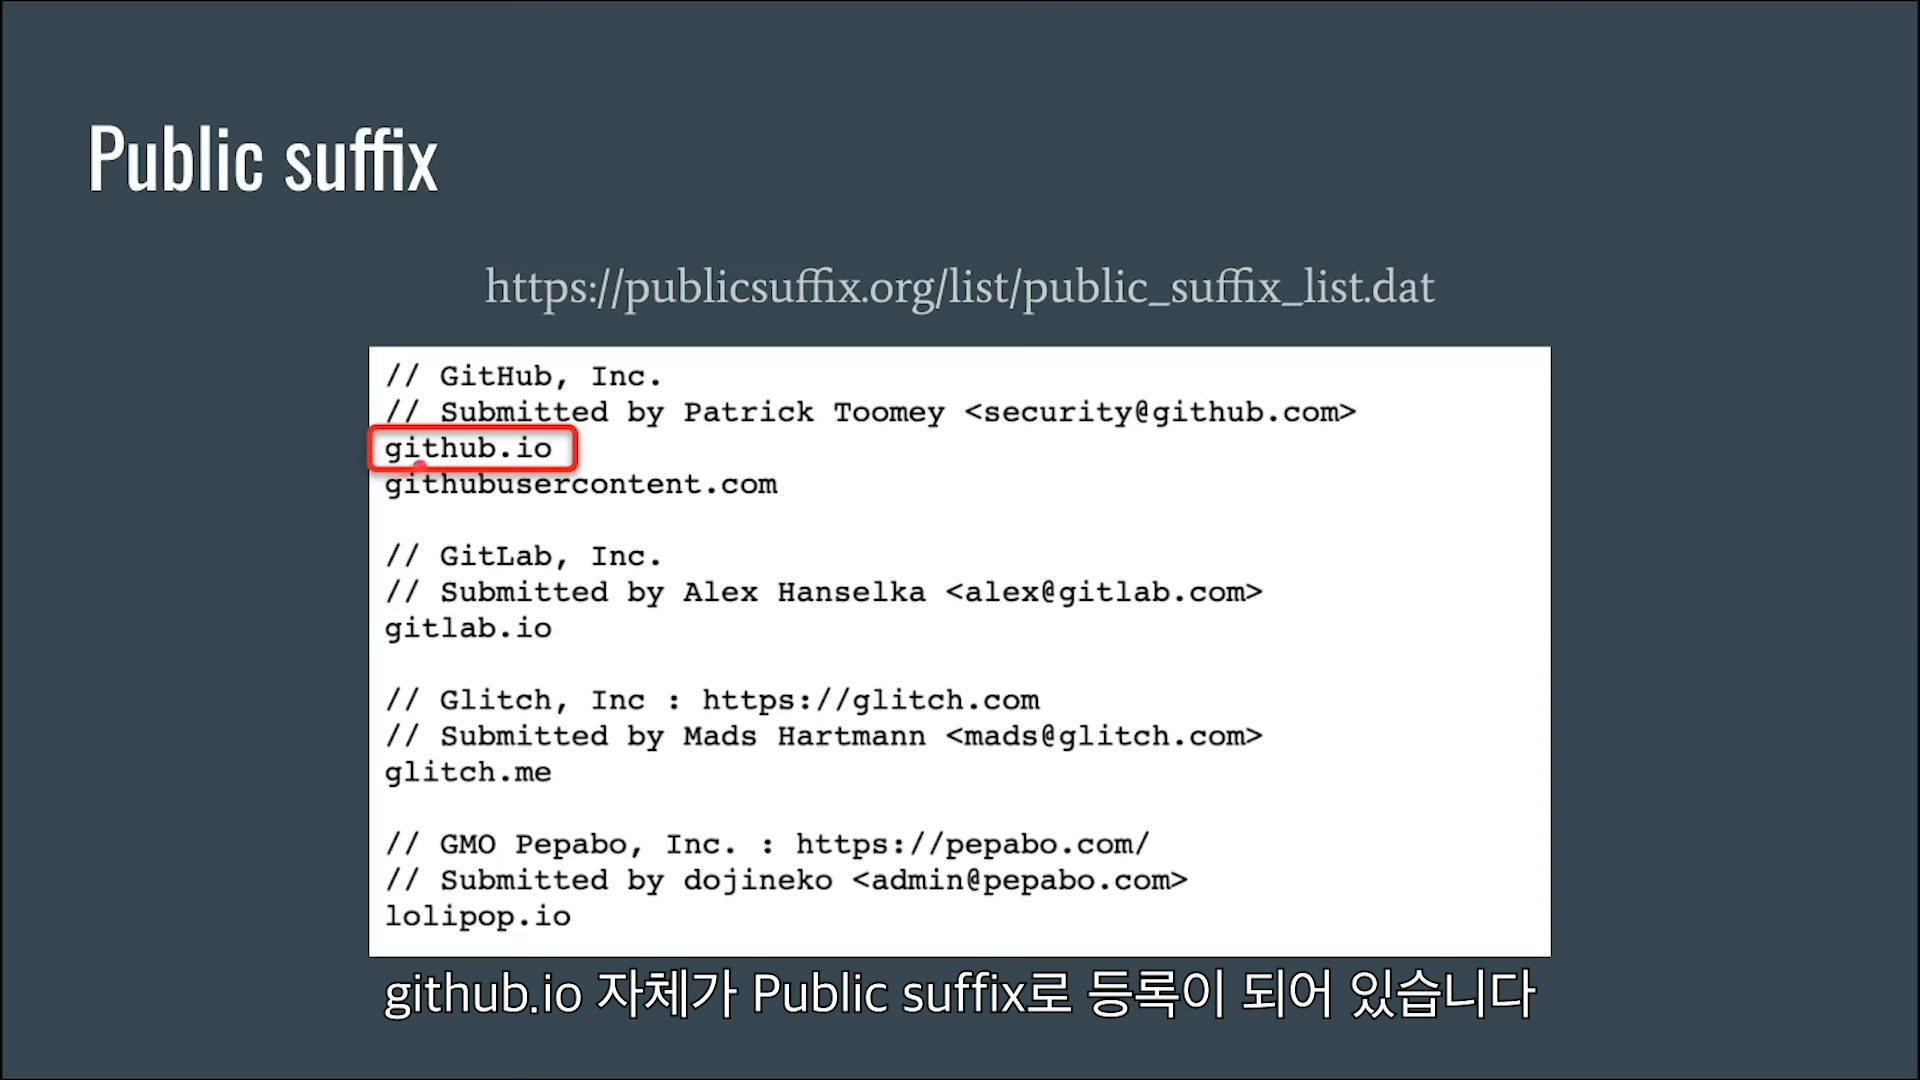 Public suffix
https://publicsuffix.org/list/public_suffix_list.dat
// GitHub, Inc.
// Submitted by Patrick Toomey <security@github.com>
github.io
githubusercontent.com
// GitLab, Inc.
// Submitted by Alex Hanselka <alex@gitlab.com>
gitlab.io
// Glitch, Inc : https://glitch.com
// Submitted by Mads Hartmann <mads@glitch.com>
glitch.me
// GMO Pepabo, Inc. : https://pepabo.com/
// Submitted by dojineko <admin@pepabo.com>
lolipop.io
github.io 자체가 Public suffix로 등록이 되어 있습니다